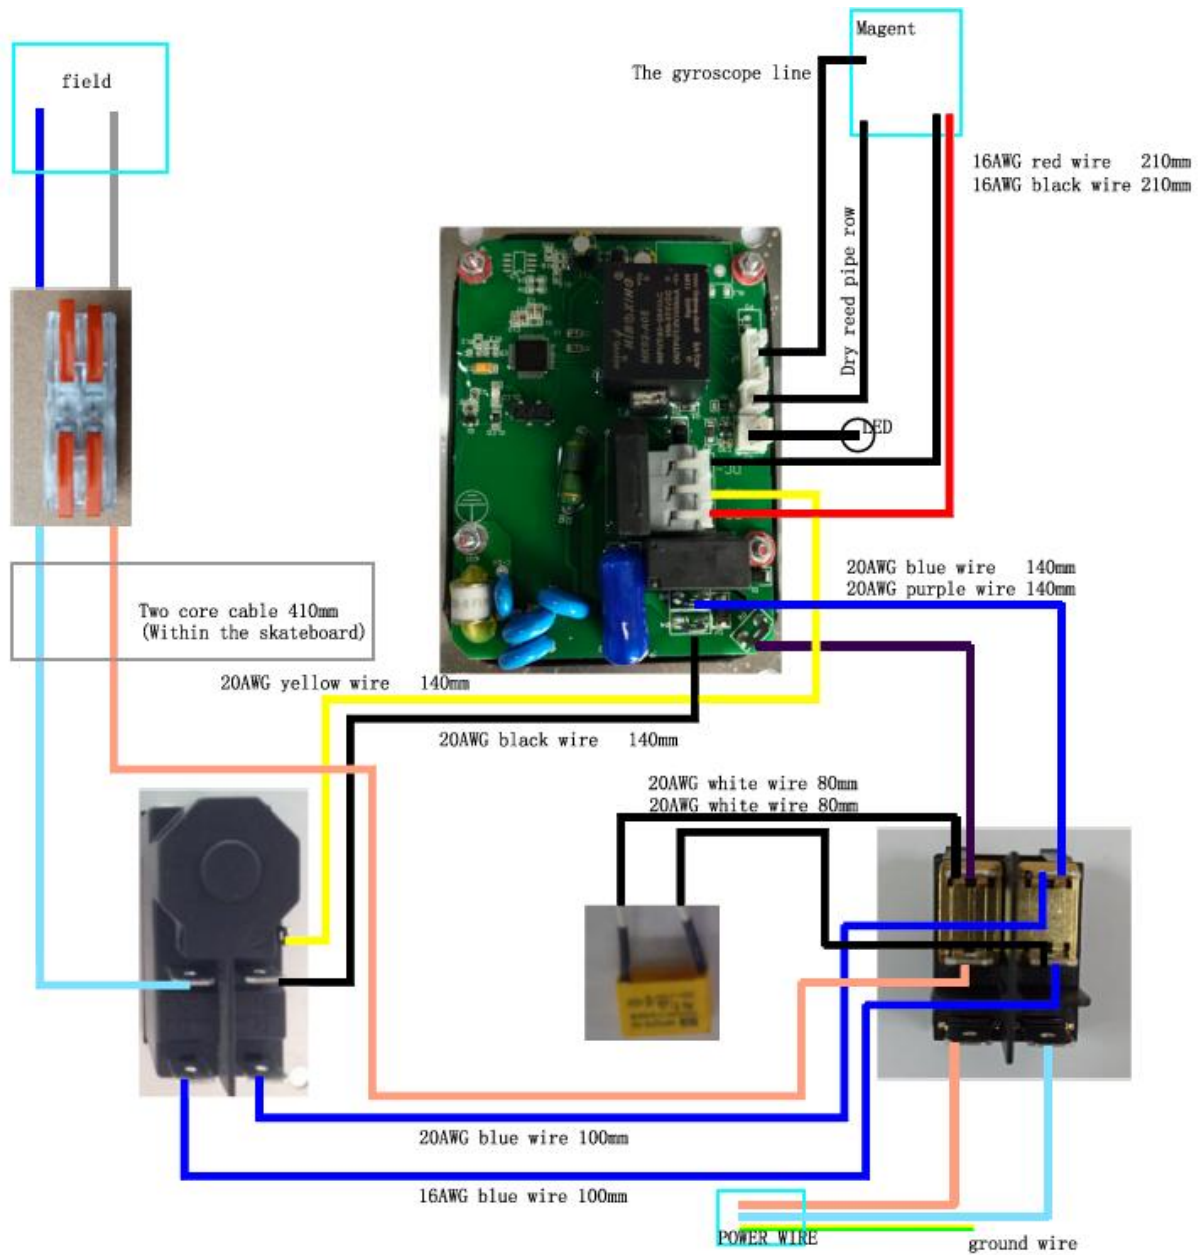 Magent
field
The gyroscope line
16AWG red wire 210mm
16AWG black wire 210mm
Dry reed pipe row
LED
DC-
20AWG blue wire 140mm
20AWG purple wire 140mm
Two core cable 410mm
(Within the skateboard)
20AWG yellow wire 140mm
20AWG black wire 140mm
20AWG white wire 80mm
20AWG white wire 80mm
20AWG blue wire 100mm
16AWG blue wire 100mm
POWER WIRE
ground wire